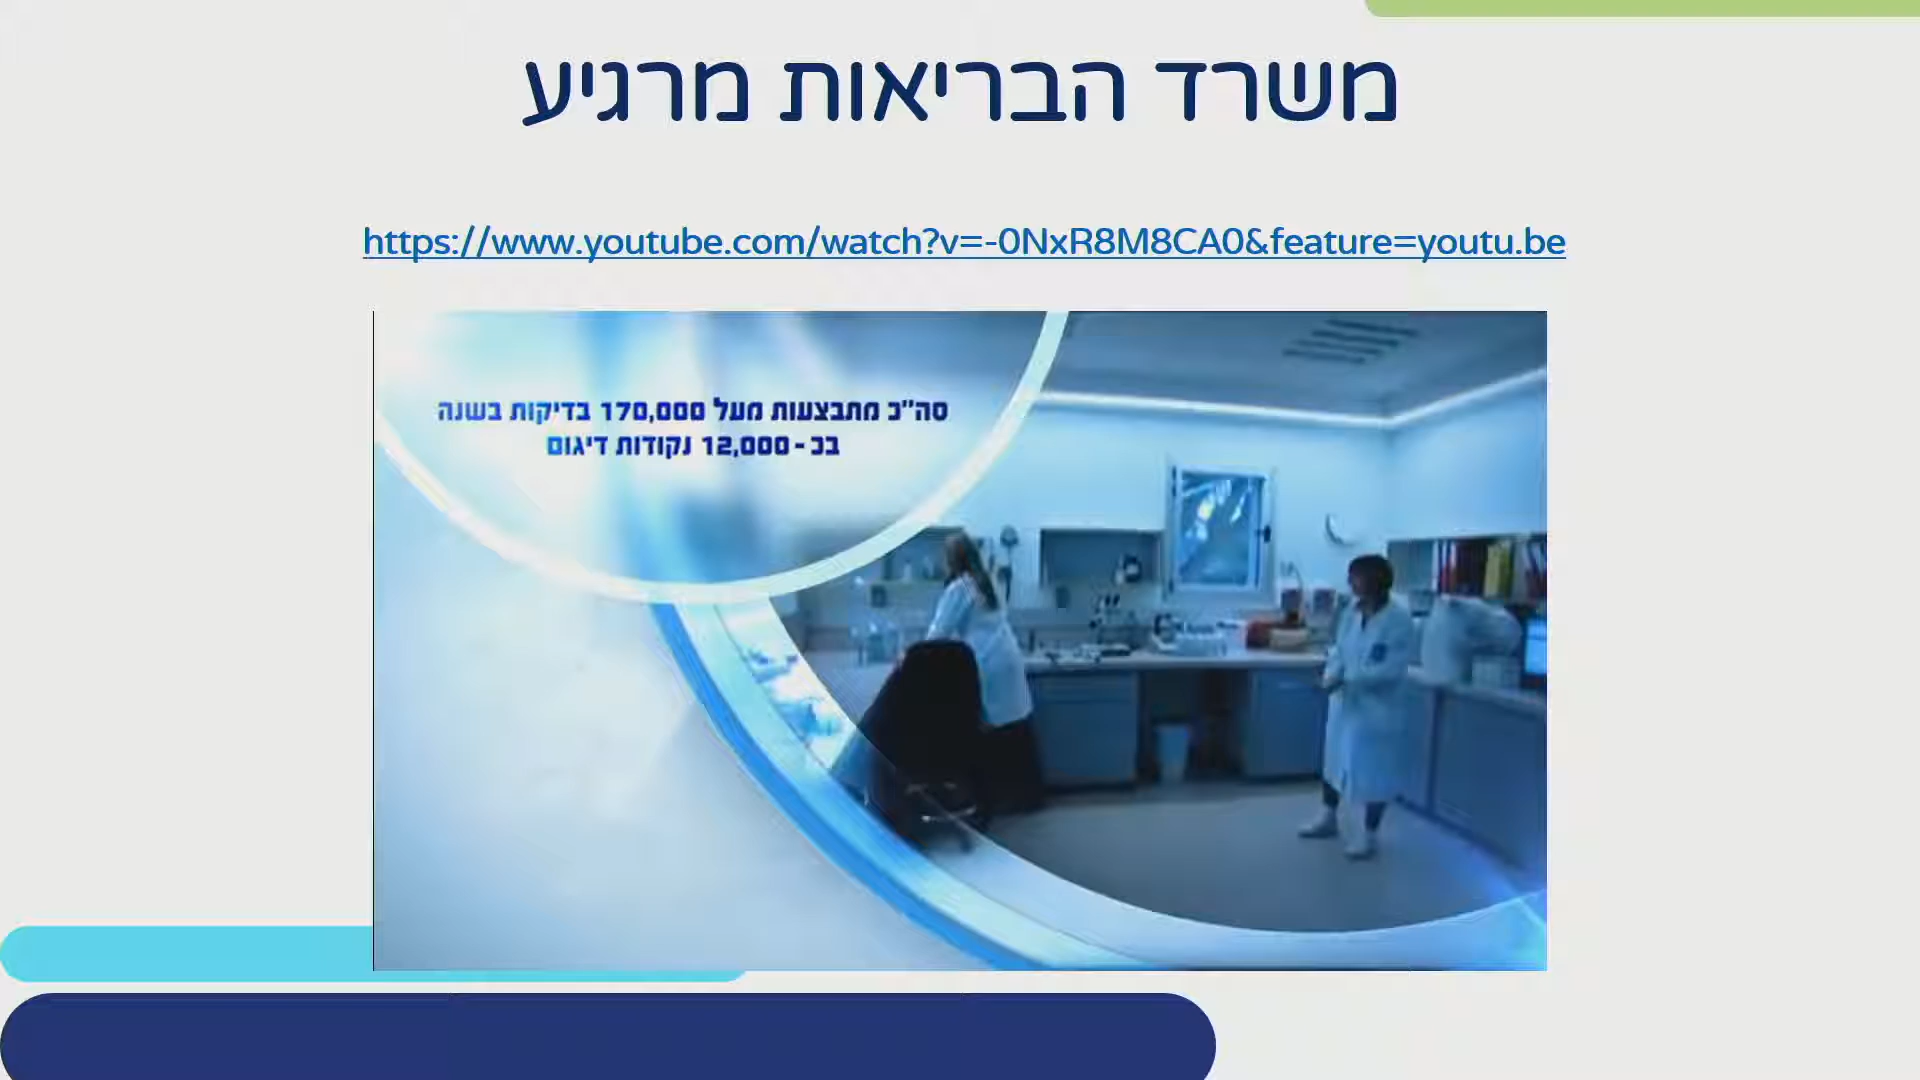 משרד הבריאות מרגיע
https://www.youtube.com/watch?v=-0NxR8M8CA0&feature=youtu.be
סה"כ מתבצעות מעל 170,000 בדיקות בשנה
בכ - 12,000 נקודות דיגום